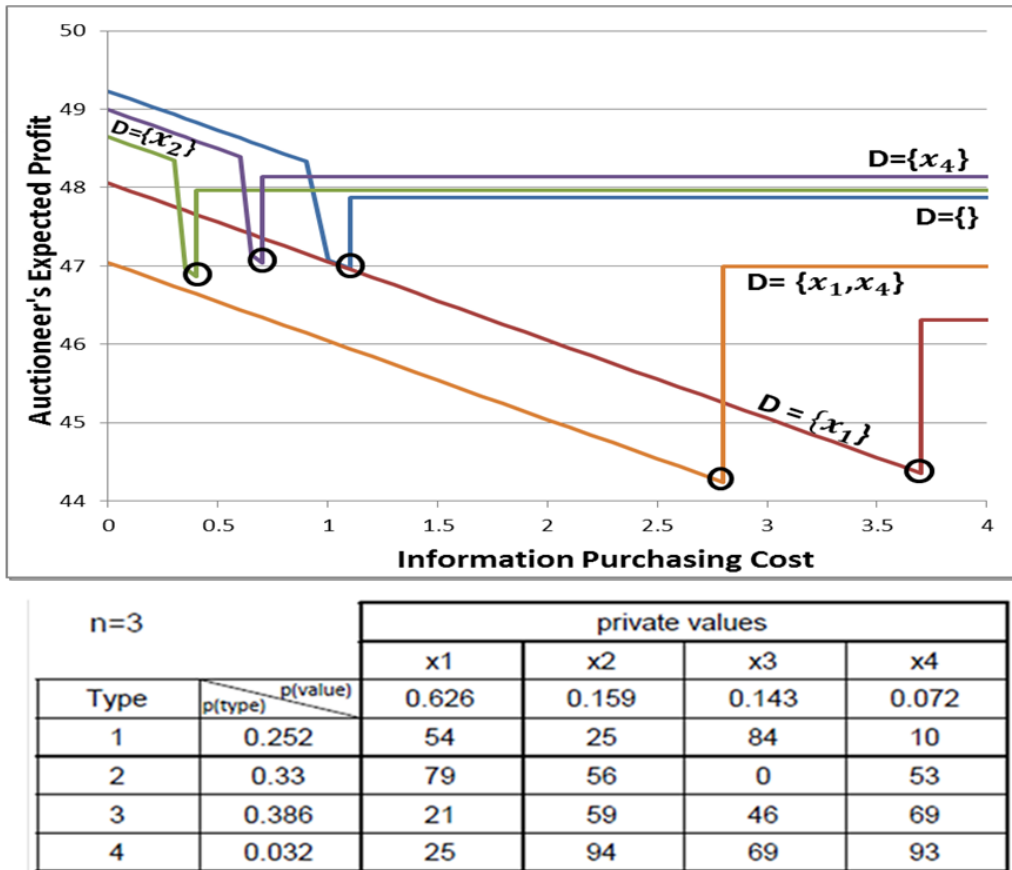 50
49
48
47
46
45
44
Auctioneer's Expected Profit
D={x₂}
D={x₄}
D={}
D= {x₁,x₄}
D = {x₁}
0 0.5 1 1.5 2 2.5 3 3.5 4
Information Purchasing Cost
n=3 private values
x1 x2 x3 x4
Type p(type) p(value) 0.626 0.159 0.143 0.072
1 0.252 54 25 84 10
2 0.33 79 56 0 53
3 0.386 21 59 46 69
4 0.032 25 94 69 93